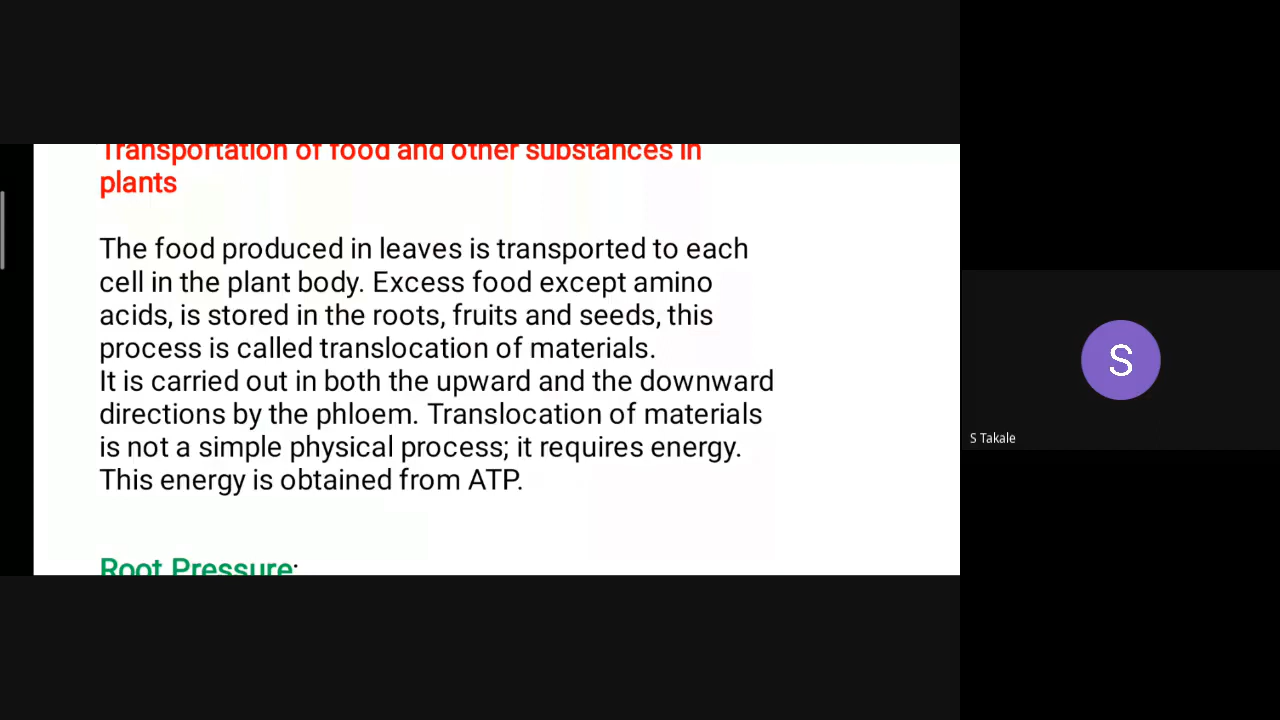 Transportation of food and other substances in
plants
The food produced in leaves is transported to each
cell in the plant body. Excess food except amino
acids, is stored in the roots, fruits and seeds, this
process is called translocation of materials.
It is carried out in both the upward and the downward
directions by the phloem. Translocation of materials
is not a simple physical process; it requires energy.
This energy is obtained from ATP.
Root Pressure:
S
S Takale